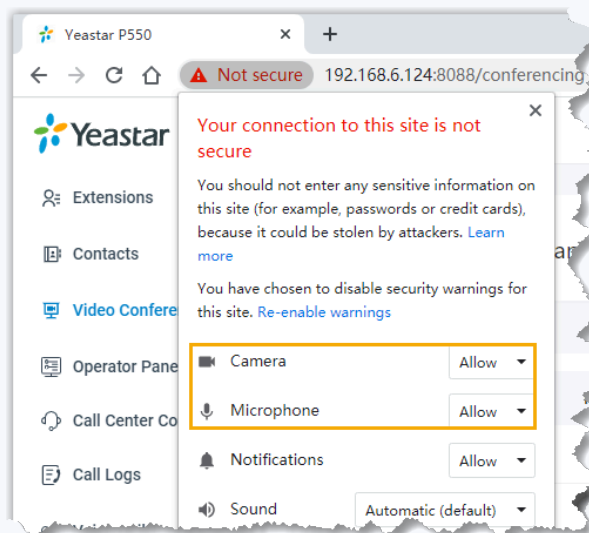 Yeastar P550
Not secure 192.168.6.124:8088/conferencing
Yeastar
Your connection to this site is not
secure
You should not enter any sensitive information on
this site (for example, passwords or credit cards),
because it could be stolen by attackers. Learn
more
You have chosen to disable security warnings for
this site. Re-enable warnings
Extensions
Contacts
Video Confere
Operator Pane
Call Center Co
Call Logs
Camera Allow
Microphone Allow
Notifications Allow
Sound Automatic (default)